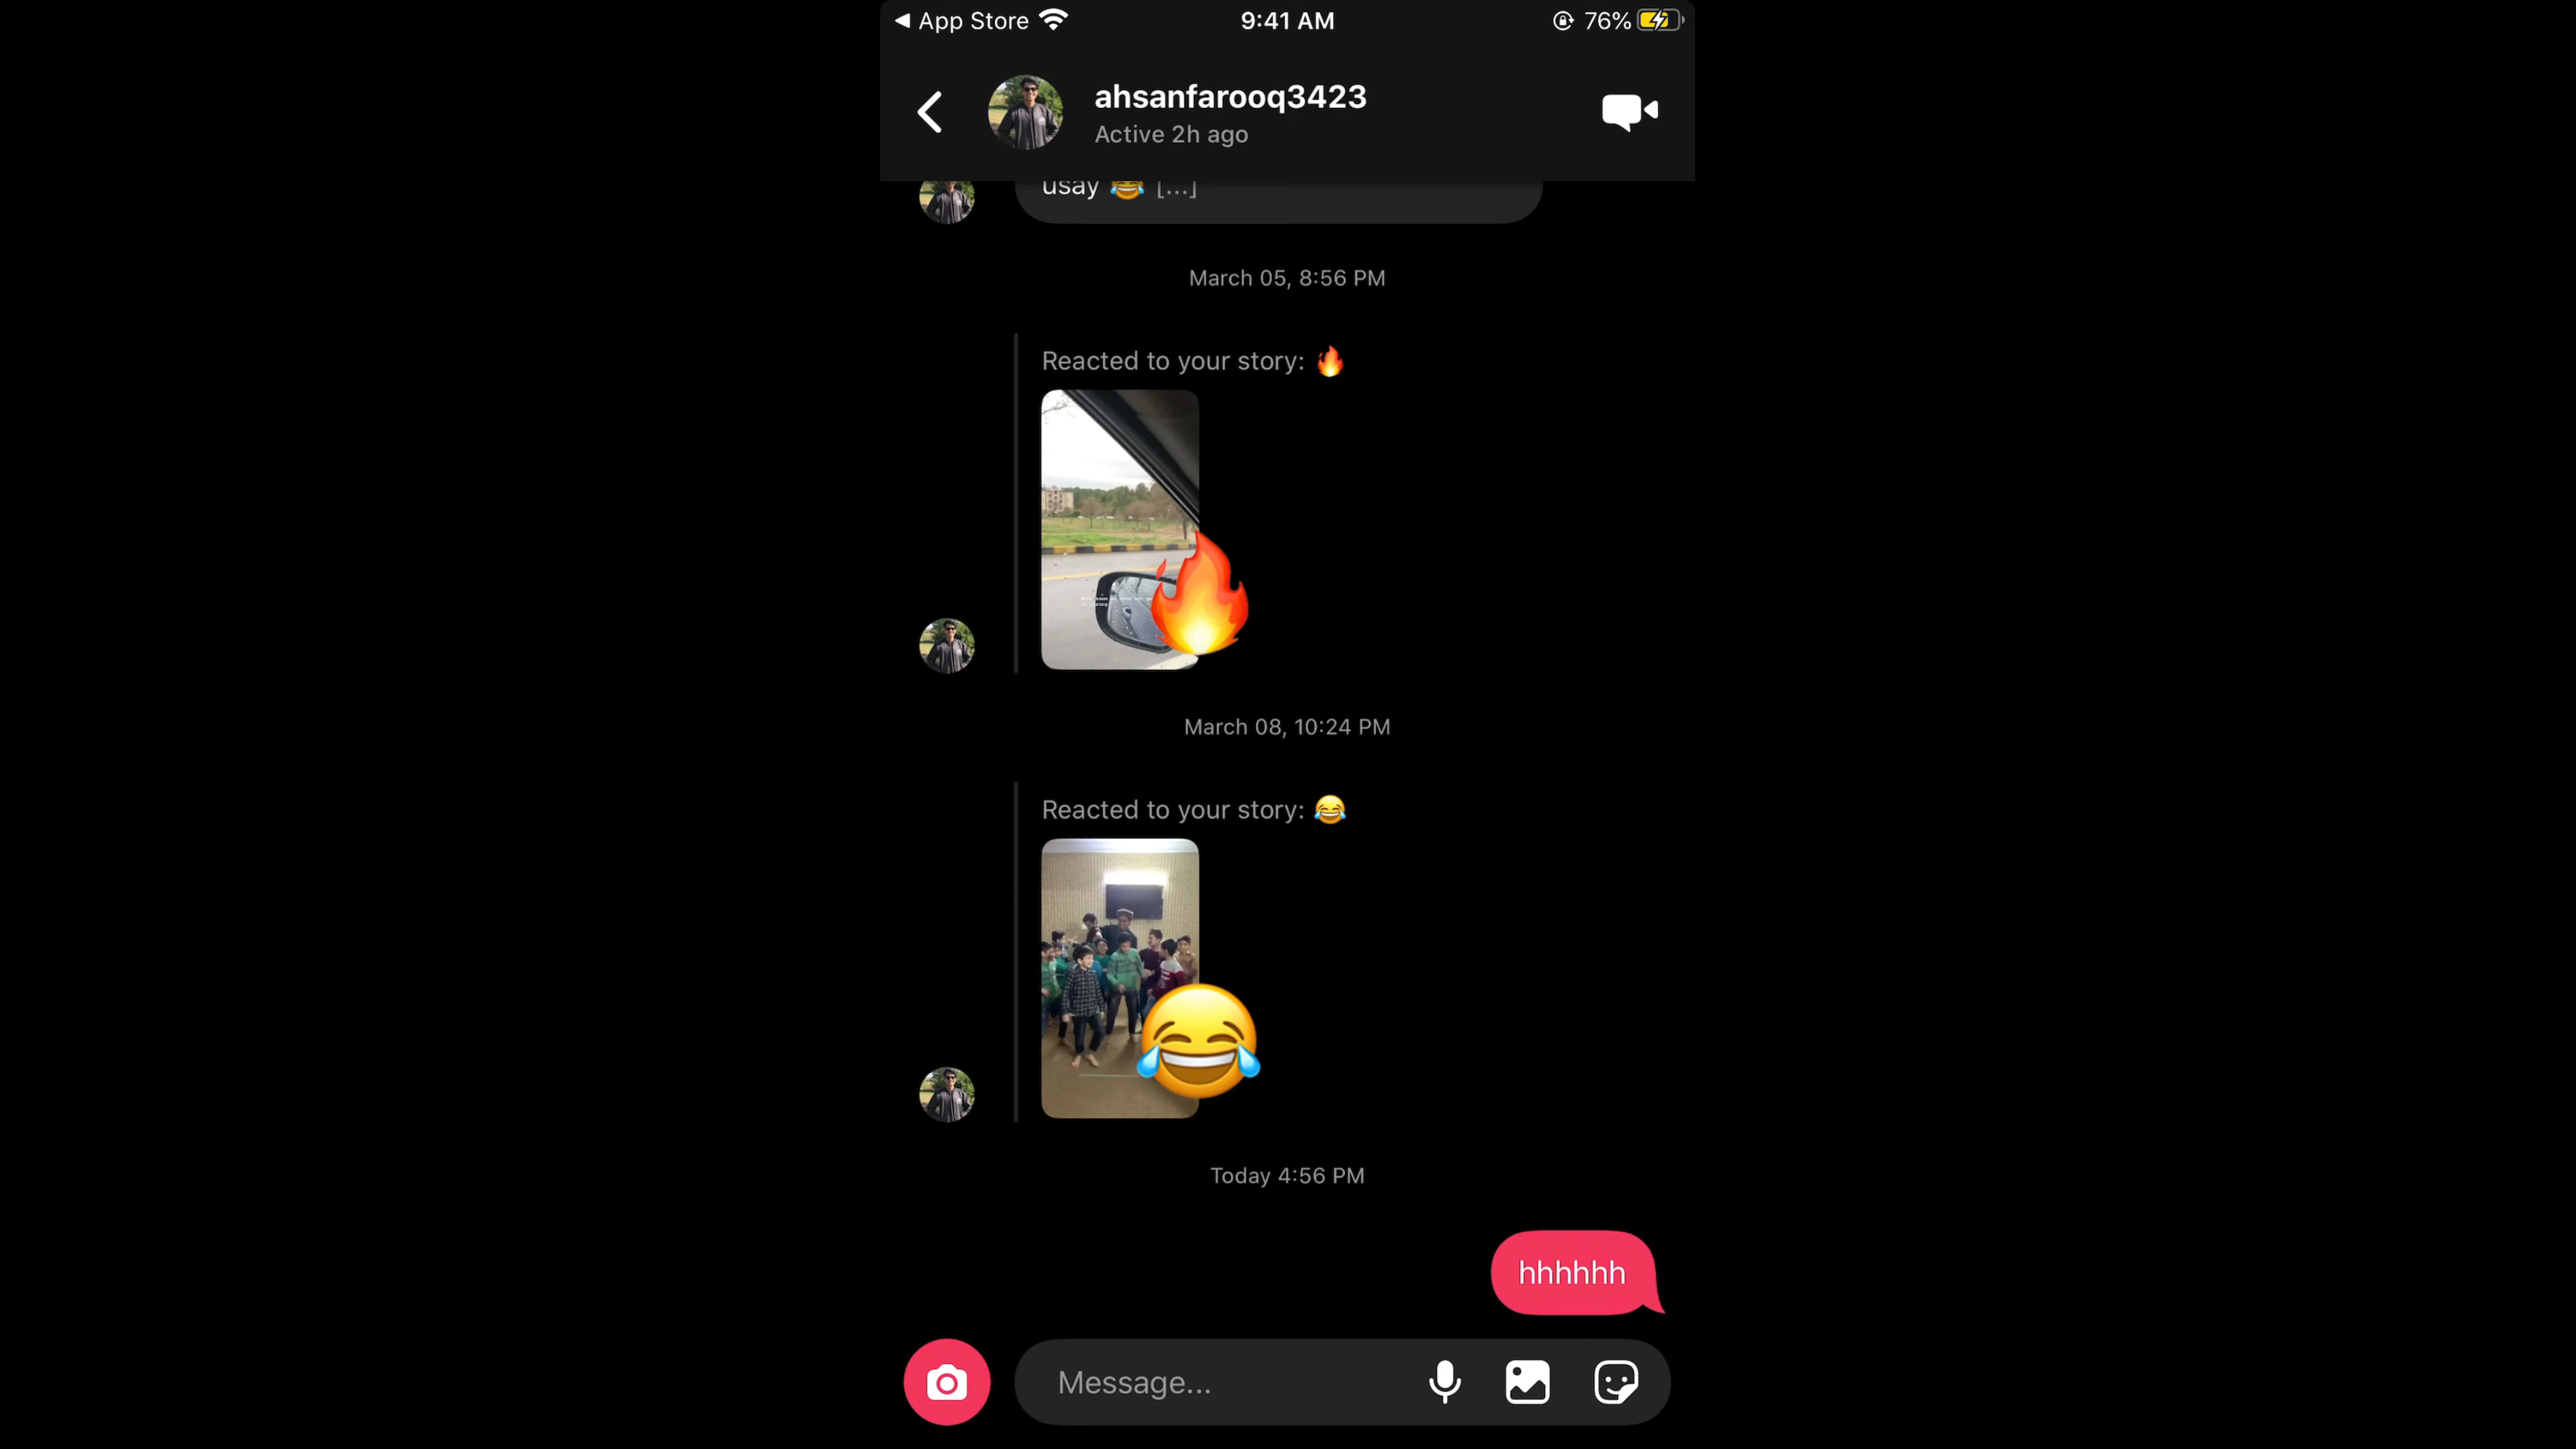 App Store
9:41 AM
76%
ahsanfarooq3423
Active 2h ago
usay 😂 [...]
March 05, 8:56 PM
Reacted to your story: 🔥
March 08, 10:24 PM
Reacted to your story: 😂
Today 4:56 PM
hhhhhh
Message...